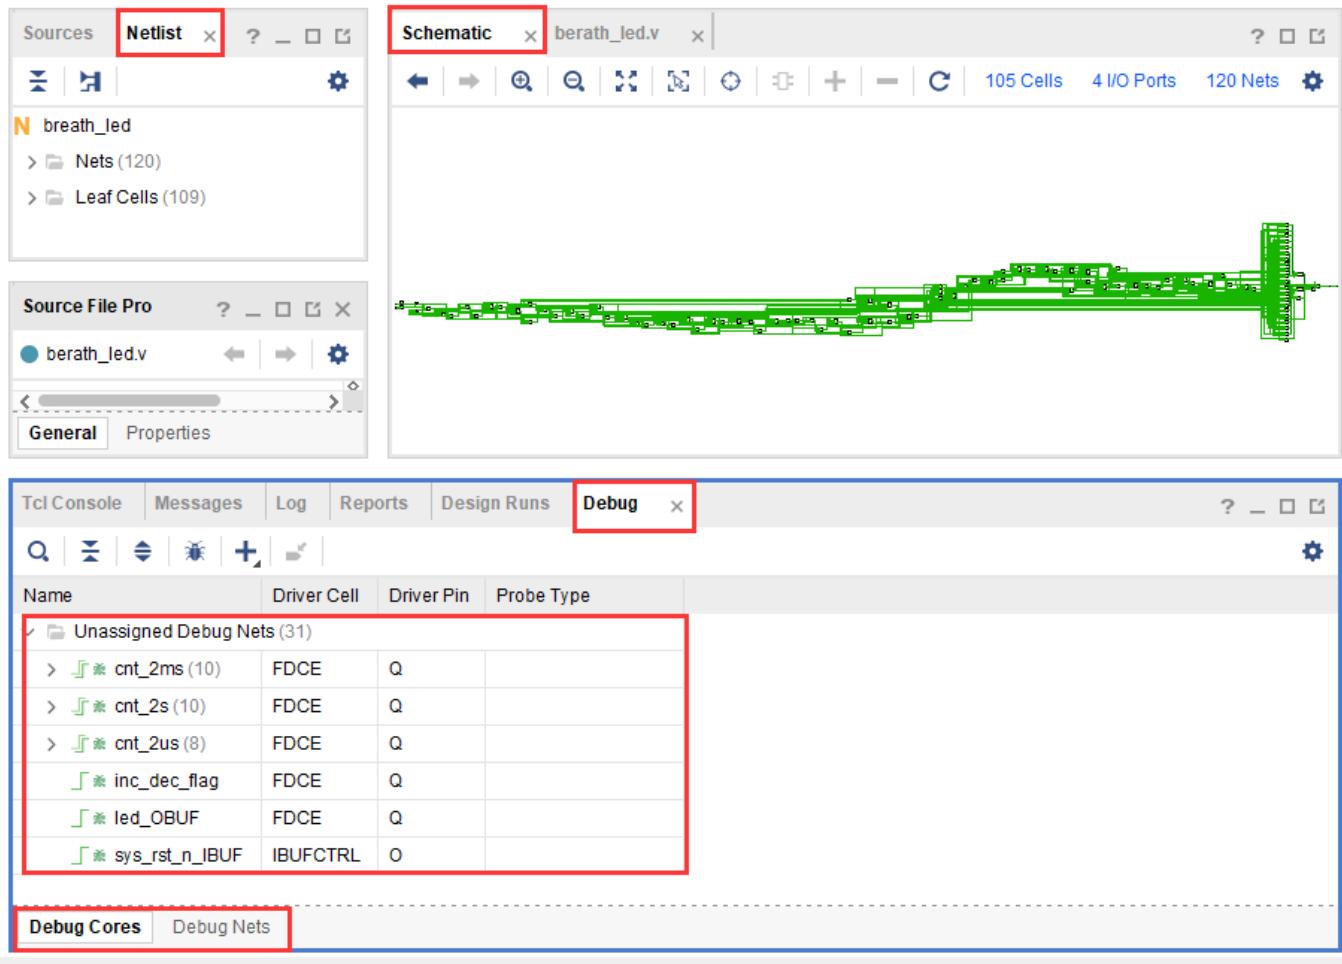 Sources Netlist × ?
N breath_led
Nets (120)
Leaf Cells (109)
Source File Pro ? ×
berath_led.v
General Properties
Schematic × berath_led.v × ?
105 Cells 4 I/O Ports 120 Nets
Tcl Console Messages Log Reports Design Runs Debug × ?
Name Driver Cell Driver Pin Probe Type
Unassigned Debug Nets (31)
cnt_2ms (10) FDCE Q
cnt_2s (10) FDCE Q
cnt_2us (8) FDCE Q
inc_dec_flag FDCE Q
led_OBUF FDCE Q
sys_rst_n_IBUF IBUFCTRL O
Debug Cores Debug Nets